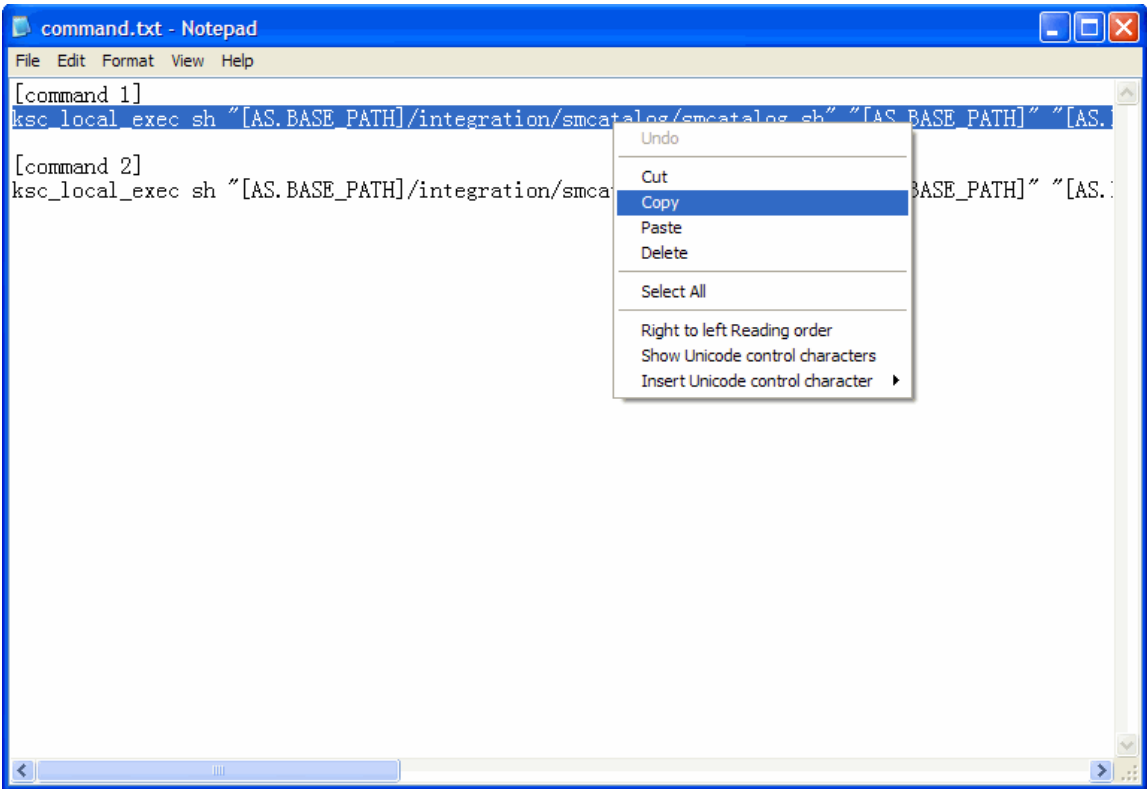 command.txt - Notepad
File Edit Format View Help
[command 1]
ksc_local_exec sh "[AS.BASE_PATH]/integration/smcatalog/smcatalog.sh" "[AS.BASE_PATH]" "[AS.
[command 2]
ksc_local_exec sh "[AS.BASE_PATH]/integration/smca BASE_PATH]" "[AS.
Undo
Cut
Copy
Paste
Delete
Select All
Right to left Reading order
Show Unicode control characters
Insert Unicode control character